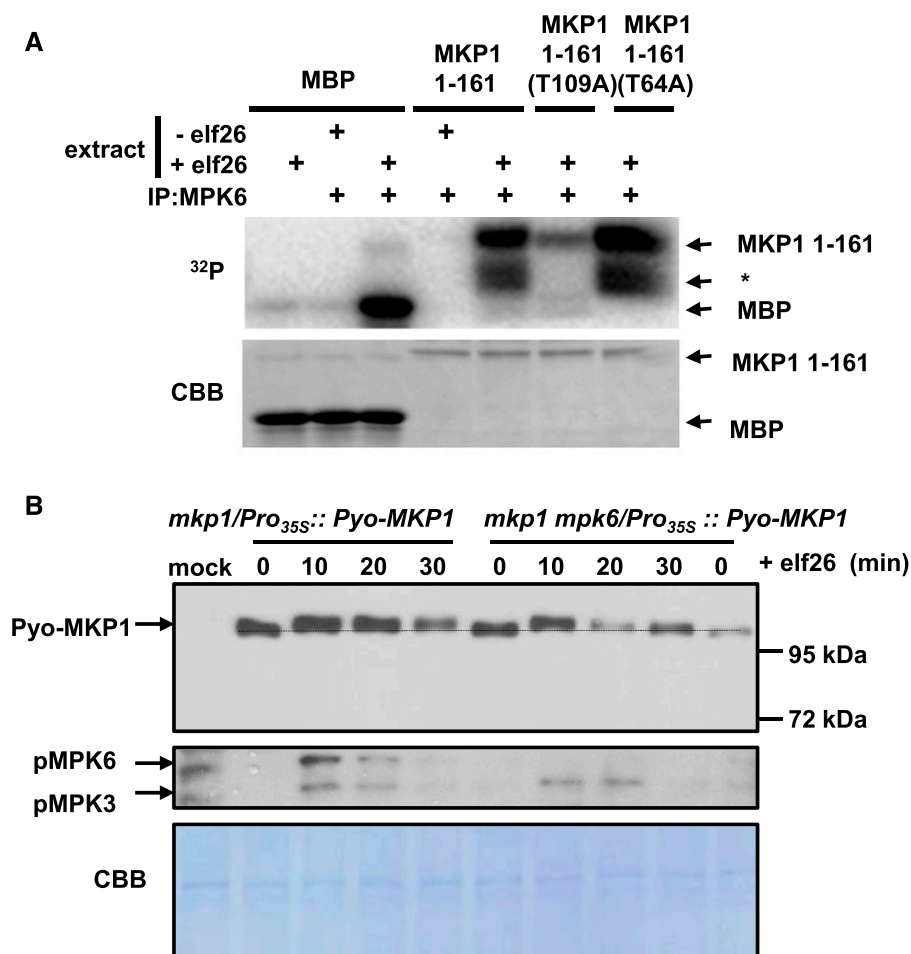 A
MKP1 MKP1
MKP1 1-161 1-161
MBP 1-161 (T109A)(T64A)
extract
- elf26 + +
+ elf26 + + + + +
IP:MPK6 + + + + + +
32P
MKP1 1-161
*
MBP
CBB
MKP1 1-161
MBP
B
mkp1/Pro35S:: Pyo-MKP1 mkp1 mpk6/Pro35S :: Pyo-MKP1
mock 0 10 20 30 0 10 20 30 0 + elf26 (min)
Pyo-MKP1
95 kDa
72 kDa
pMPK6
pMPK3
CBB